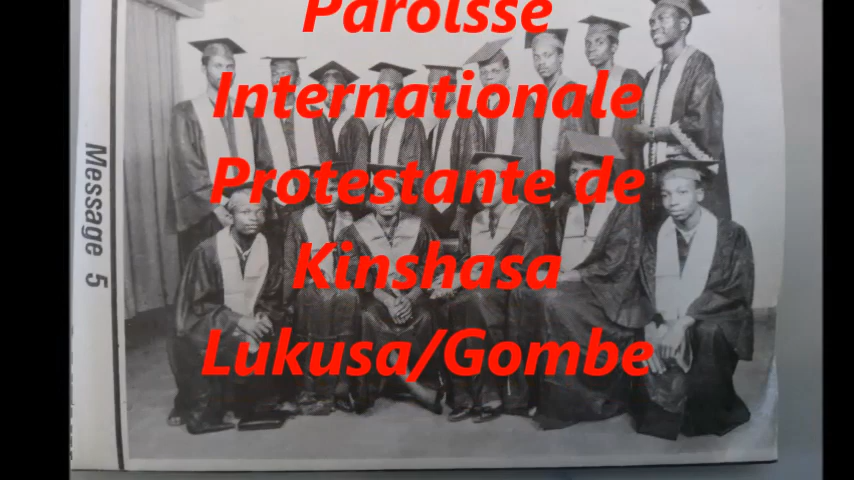 Paroisse
Internationale
Protestante de
Kinshasa
Lukusa/Gombe
Message 5